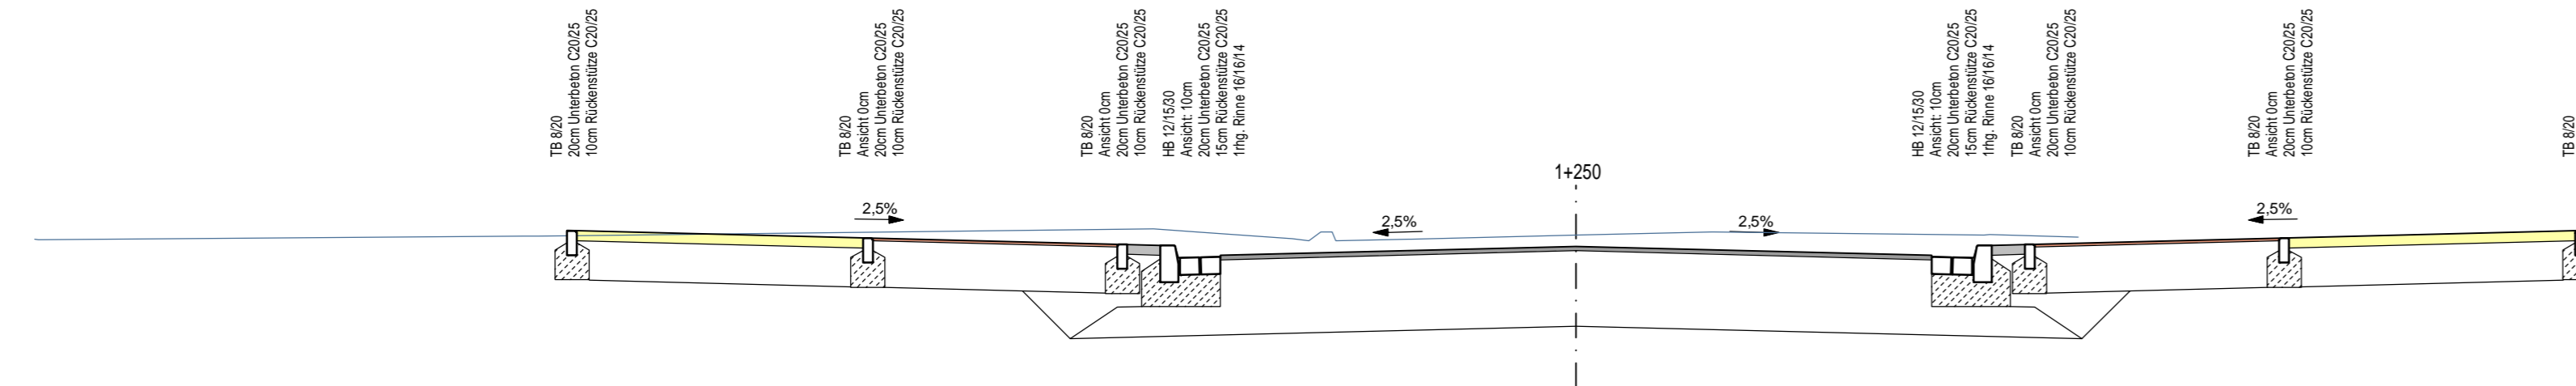 TB 8/20
20cm Unterbeton C20/25
10cm Rückenstütze C20/25
TB 8/20
Ansicht 0cm
20cm Unterbeton C20/25
10cm Rückenstütze C20/25
TB 8/20
Ansicht 0cm
20cm Unterbeton C20/25
10cm Rückenstütze C20/25
HB 12/15/30
Ansicht: 10cm
20cm Unterbeton C20/25
15cm Rückenstütze C20/25
1rhg. Rinne 16/16/14
HB 12/15/30
Ansicht: 10cm
20cm Unterbeton C20/25
15cm Rückenstütze C20/25
1rhg. Rinne 16/16/14
TB 8/20
Ansicht 0cm
20cm Unterbeton C20/25
10cm Rückenstütze C20/25
TB 8/20
Ansicht 0cm
20cm Unterbeton C20/25
10cm Rückenstütze C20/25
TB 8/20
1+250
2,5%
2,5%
2,5%
2,5%